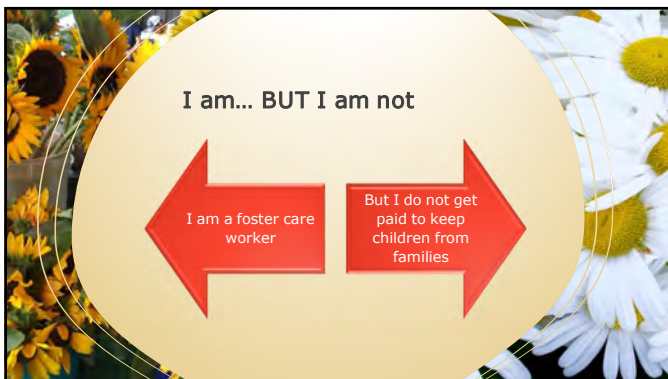 I am... BUT I am not
I am a foster care
worker
But I do not get
paid to keep
children from
families